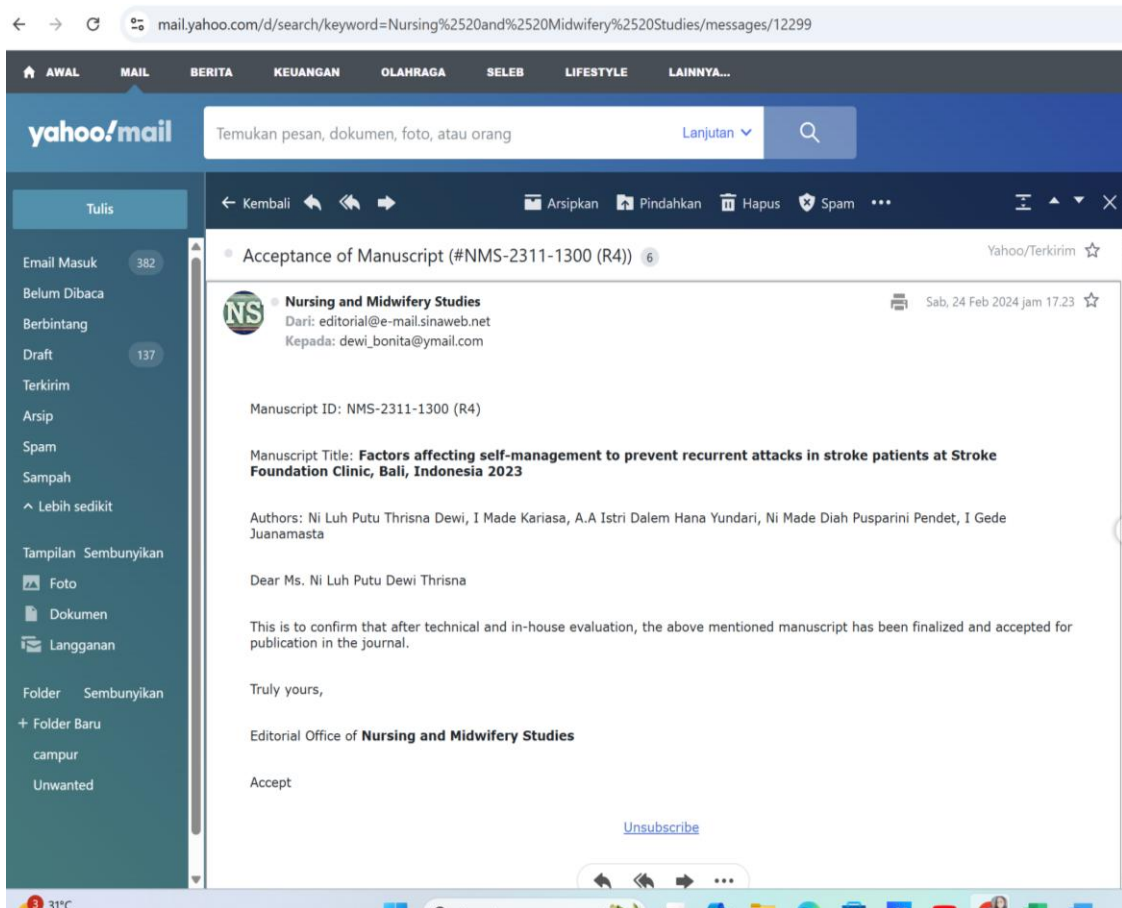 mail.yahoo.com/d/search/keyword=Nursing%2520and%2520Midwifery%2520Studies/messages/12299
AWAL MAIL BERITA KEUANGAN OLAHRAGA SELEB LIFESTYLE LAINNYA...
yahoo!mail
Temukan pesan, dokumen, foto, atau orang
Lanjutan
Tulis
Kembali Arsipkan Pindahkan Hapus Spam
Email Masuk 382
Belum Dibaca
Berbintang
Draft 137
Terkirim
Arsip
Spam
Sampah
Lebih sedikit
Tampilan Sembunyikan
Foto
Dokumen
Langganan
Folder Sembunyikan
+ Folder Baru
campur
Unwanted
Acceptance of Manuscript (#NMS-2311-1300 (R4)) 6
Yahoo/Terkirim
NS
Nursing and Midwifery Studies
Sab, 24 Feb 2024 jam 17.23
Dari: editorial@e-mail.sinaweb.net
Kepada: dewi_bonita@ymail.com
Manuscript ID: NMS-2311-1300 (R4)
Manuscript Title: Factors affecting self-management to prevent recurrent attacks in stroke patients at Stroke
Foundation Clinic, Bali, Indonesia 2023
Authors: Ni Luh Putu Thrisna Dewi, I Made Kariasa, A.A Istri Dalem Hana Yundari, Ni Made Diah Pusparini Pendet, I Gede
Juanamasta
Dear Ms. Ni Luh Putu Dewi Thrisna
This is to confirm that after technical and in-house evaluation, the above mentioned manuscript has been finalized and accepted for
publication in the journal.
Truly yours,
Editorial Office of Nursing and Midwifery Studies
Accept
Unsubscribe
3
31°C